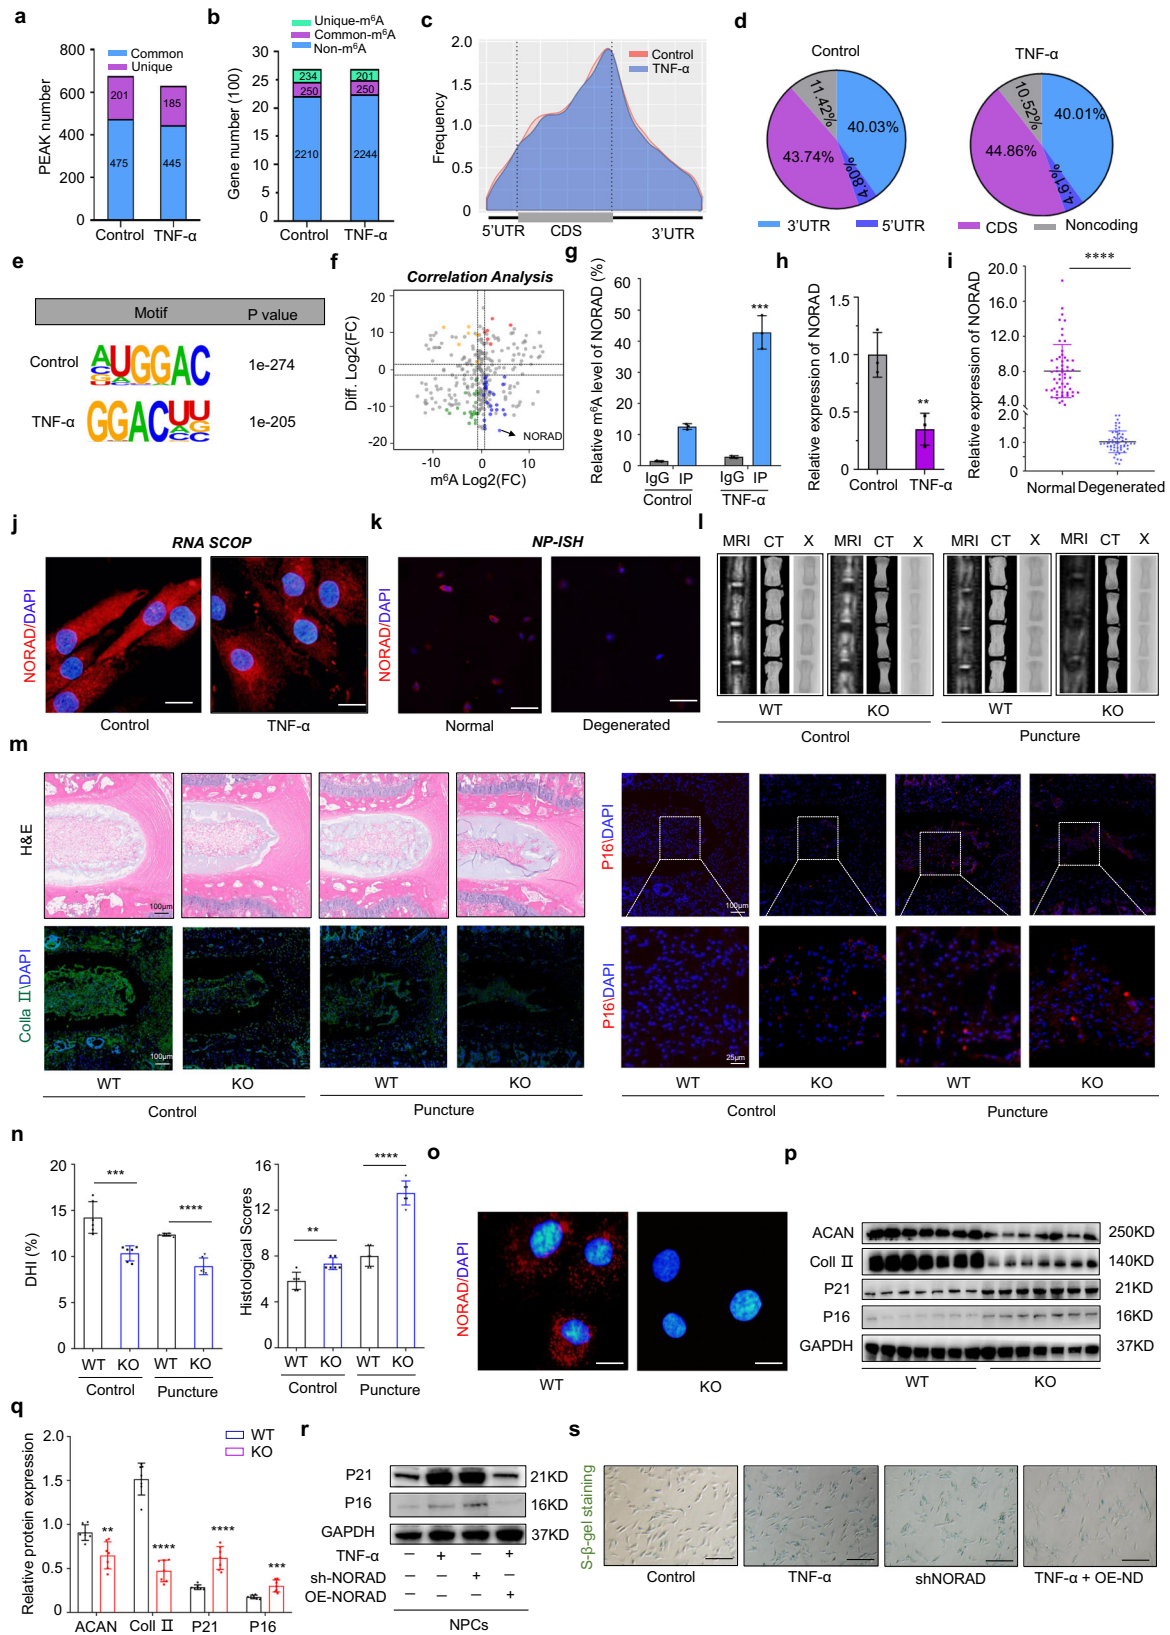 a
PEAK number
800
600
400
200
0
Common
Unique
201
185
475
445
Control TNF-α
b
Gene number (100)
30
25
20
15
10
5
0
Unique-m⁶A
Common-m⁶A
Non-m⁶A
234 201
250 250
2210 2244
Control TNF-α
c
Frequency
2.0
1.5
1.0
0.5
0
Control
TNF-α
5'UTR CDS 3'UTR
d
Control
11.42%
40.03%
43.74%
4.80%
TNF-α
10.52%
40.01%
44.86%
4.61%
3'UTR 5'UTR CDS Noncoding
e
Motif P value
Control AUGGAC 1e-274
TNF-α GGACUU 1e-205
f
Correlation Analysis
Diff. Log2(FC)
20
10
0
-10
-20
NORAD
-10 0 10
m⁶A Log2(FC)
g
Relative m⁶A level of NORAD (%)
60
50
40
30
20
10
0
***
IgG IP IgG IP
Control TNF-α
h
Relative expression of NORAD
1.5
1.0
0.5
0
**
Control TNF-α
i
Relative expression of NORAD
20.0
16.0
12.0
8.0
4.0
2.0
1.0
0
****
Normal Degenerated
j
RNA SCOP
NORAD/DAPI
Control TNF-α
k
NP-ISH
NORAD/DAPI
Normal Degenerated
l
MRI CT X MRI CT X MRI CT X MRI CT X
WT KO WT KO
Control Puncture
m
H&E
100μm
Colla II\DAPI
100μm
WT KO WT KO
Control Puncture
P16\DAPI
100μm
P16\DAPI
25μm
WT KO WT KO
Control Puncture
n
DHI (%)
20
15
10
5
0
***
****
WT KO WT KO
Control Puncture
Histological Scores
16
12
8
4
0
**
****
WT KO WT KO
Control Puncture
o
NORAD/DAPI
WT KO
p
ACAN 250KD
Coll II 140KD
P21 21KD
P16 16KD
GAPDH 37KD
WT KO
q
Relative protein expression
2.0
1.5
1.0
0.5
0
WT
KO
**
****
****
***
ACAN Coll II P21 P16
r
P21 21KD
P16 16KD
GAPDH 37KD
TNF-α − + − +
sh-NORAD − − + −
OE-NORAD − − − +
NPCs
s
S-β-gel staining
Control TNF-α shNORAD TNF-α + OE-ND